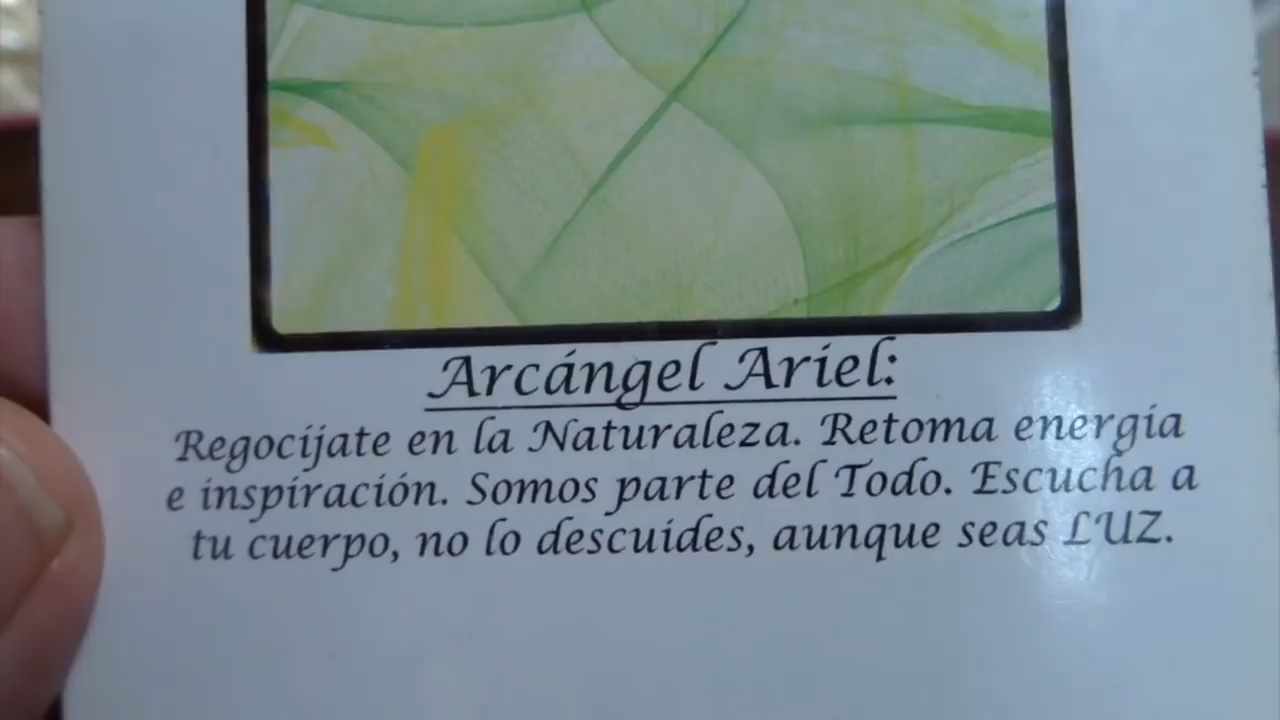 Arcángel Ariel:
Regocíjate en la Naturaleza. Retoma energía
e inspiración. Somos parte del Todo. Escucha a
tu cuerpo, no lo descuides, aunque seas LUZ.